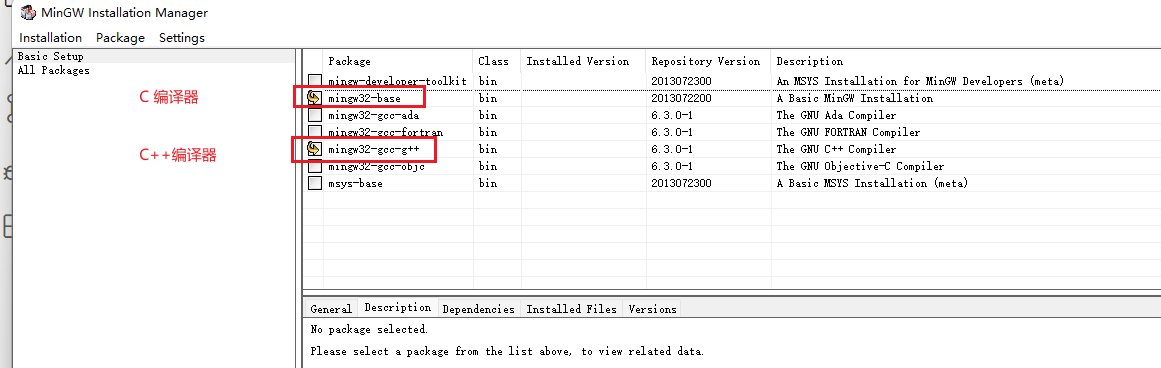 MinGW Installation Manager
Installation Package Settings
Basic Setup
All Packages
C 编译器
C++编译器
Package Class Installed Version Repository Version Description
mingw-developer-toolkit bin 2013072300 An MSYS Installation for MinGW Developers (meta)
mingw32-base bin 2013072200 A Basic MinGW Installation
mingw32-gcc-ada bin 6.3.0-1 The GNU Ada Compiler
mingw32-gcc-fortran bin 6.3.0-1 The GNU FORTRAN Compiler
mingw32-gcc-g++ bin 6.3.0-1 The GNU C++ Compiler
mingw32-gcc-objc bin 6.3.0-1 The GNU Objective-C Compiler
msys-base bin 2013072300 A Basic MSYS Installation (meta)
General Description Dependencies Installed Files Versions
No package selected.
Please select a package from the list above, to view related data.